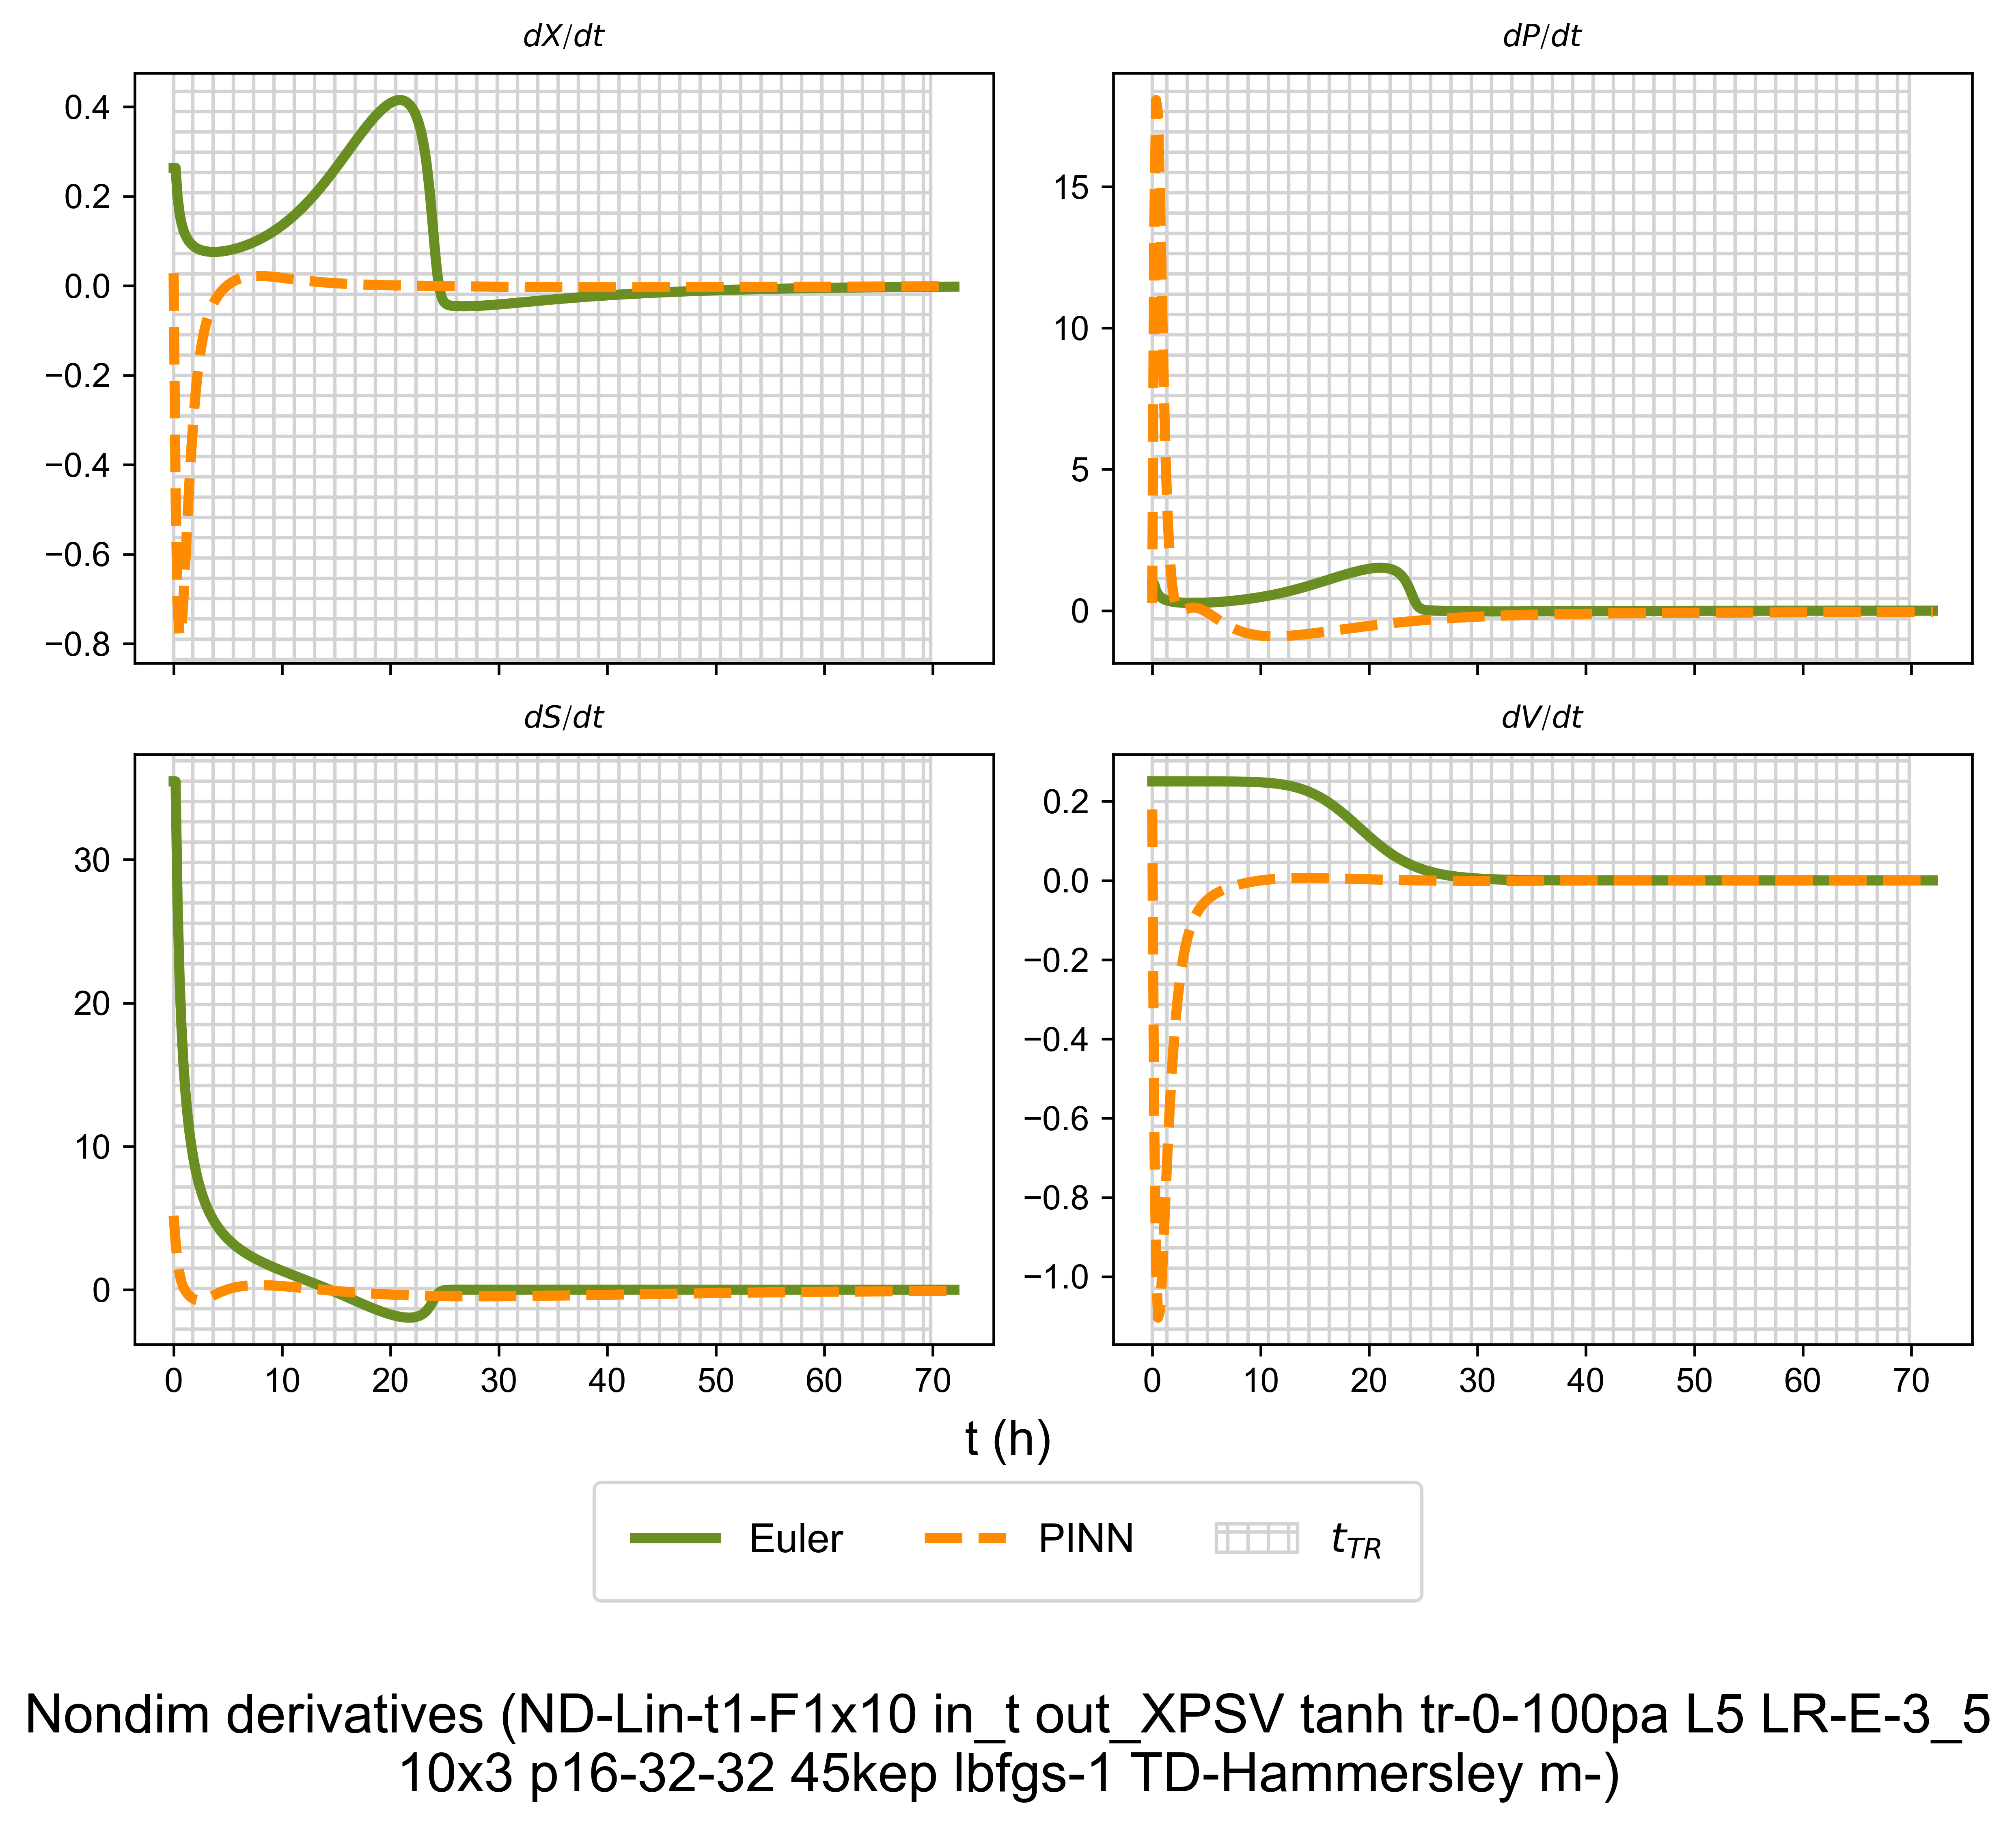 dX/dt
dP/dt
0.4
0.2
0.0
−0.2
−0.4
−0.6
−0.8
15
10
5
0
dS/dt
dV/dt
30
20
10
0
0 10 20 30 40 50 60 70
0.2
0.0
−0.2
−0.4
−0.6
−0.8
−1.0
0 10 20 30 40 50 60 70
t (h)
Euler PINN t_TR
Nondim derivatives (ND-Lin-t1-F1x10 in_t out_XPSV tanh tr-0-100pa L5 LR-E-3_5
10x3 p16-32-32 45kep lbfgs-1 TD-Hammersley m-)